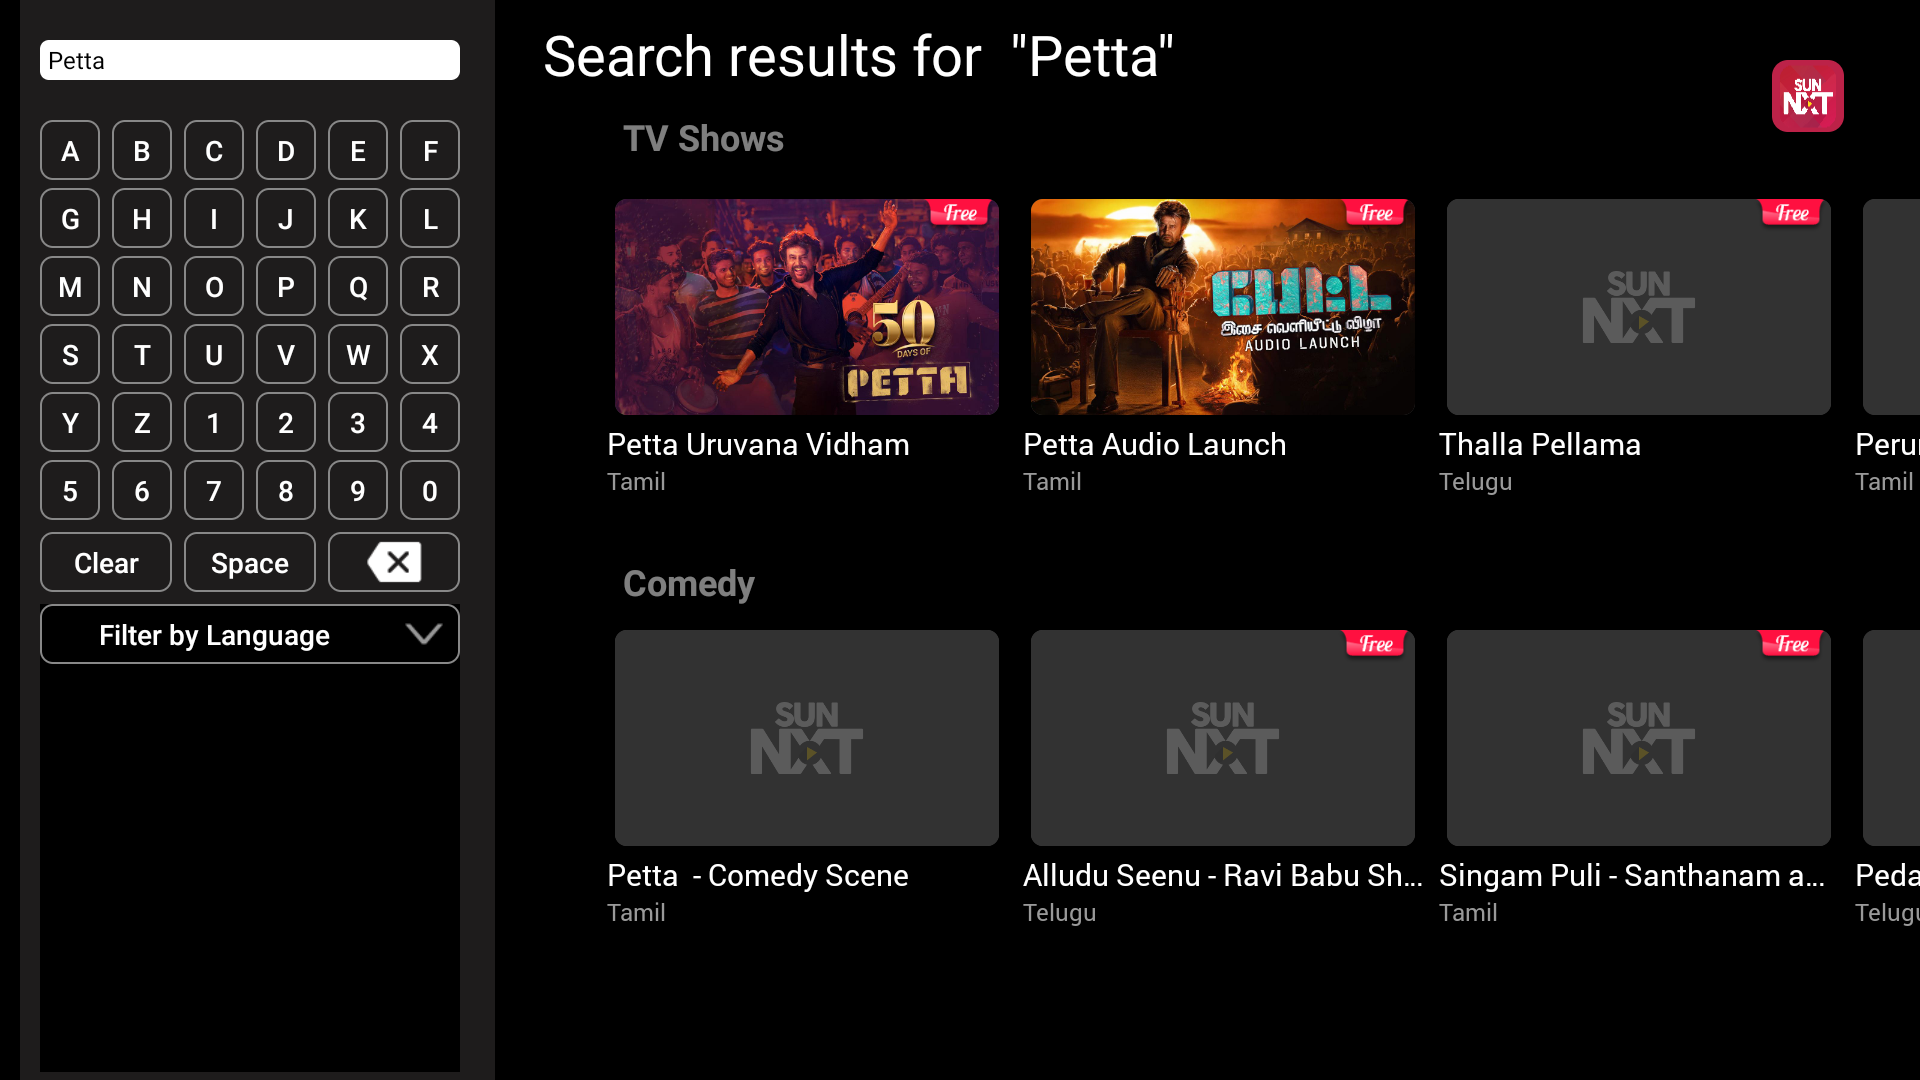 Petta
A B C D E F
G H I J K L
M N O P Q R
S T U V W X
Y Z 1 2 3 4
5 6 7 8 9 0
Clear Space
Filter by Language
Search results for "Petta"
SUN
NXT
TV Shows
Free
50
DAYS OF
PETTA
Petta Uruvana Vidham
Tamil
Free
பேட்ட
இசை வெளியீட்டு விழா
AUDIO LAUNCH
Petta Audio Launch
Tamil
Free
SUN
NXT
Thalla Pellama
Telugu
Tamil
Comedy
SUN
NXT
Petta - Comedy Scene
Tamil
Free
SUN
NXT
Alludu Seenu - Ravi Babu Sh...
Telugu
Free
SUN
NXT
Singam Puli - Santhanam a...
Tamil